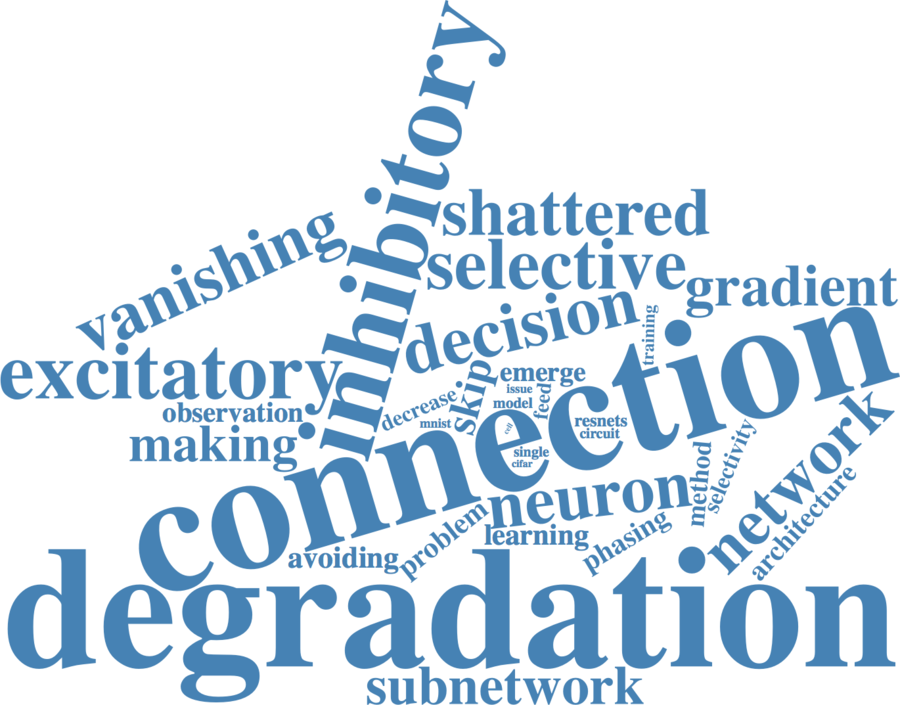 inhibitory
shattered
vanishing
selective
gradient
decision
training
excitatory
connection
skip
emerge
issue
feed
decrease
model
observation
mnist
cell
resnets
circuit
making
single
cifar
network
method
selectivity
neuron
architecture
problem
learning
phasing
avoiding
degradation
subnetwork